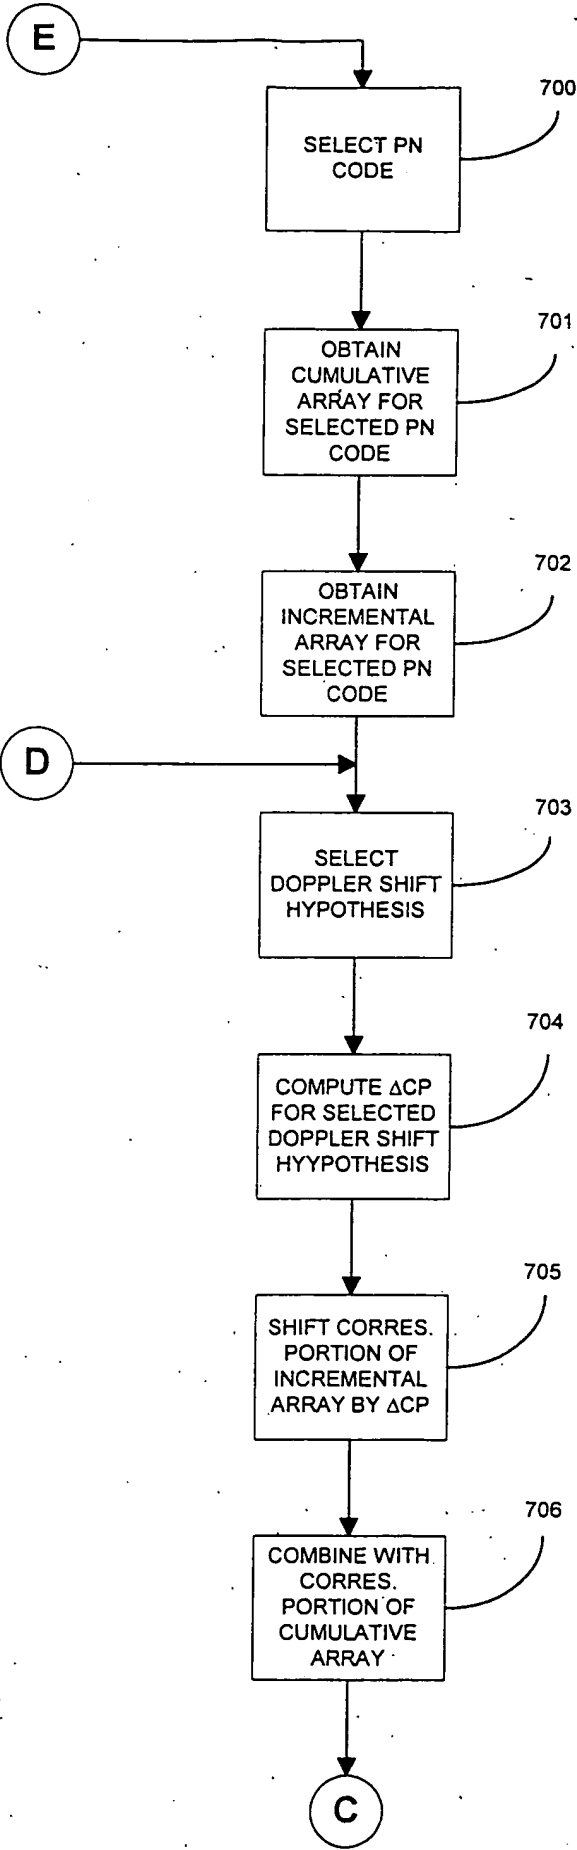 E
700
SELECT PN
CODE
701
OBTAIN
CUMULATIVE
ARRAY FOR
SELECTED PN
CODE
702
OBTAIN
INCREMENTAL
ARRAY FOR
SELECTED PN
CODE
D
703
SELECT
DOPPLER SHIFT
HYPOTHESIS
704
COMPUTE ΔCP
FOR SELECTED
DOPPLER SHIFT
HYYPOTHESIS
705
SHIFT CORRES.
PORTION OF
INCREMENTAL
ARRAY BY ΔCP
706
COMBINE WITH
CORRES.
PORTION OF
CUMULATIVE
ARRAY
C